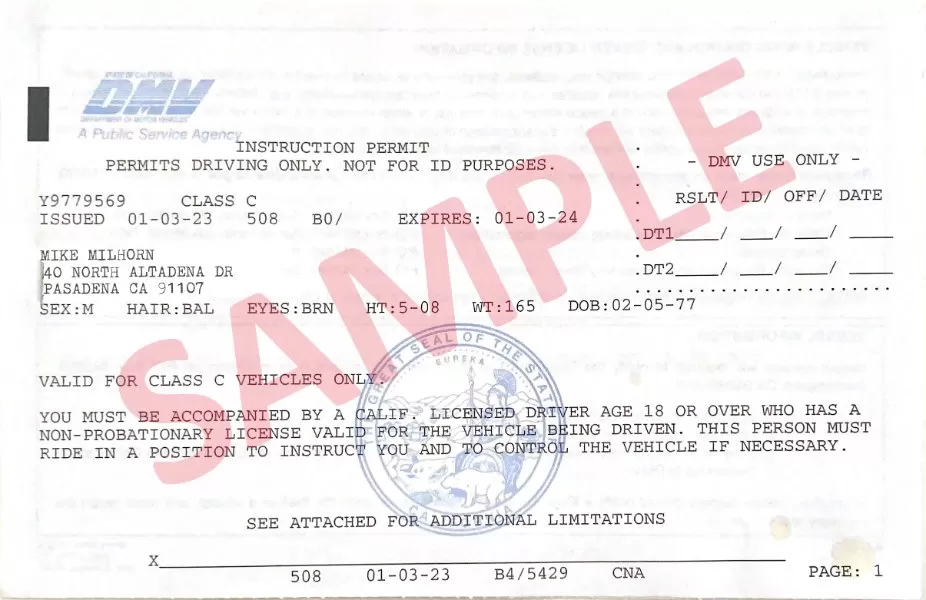 STATE OF CALIFORNIA
DMV
DEPARTMENT OF MOTOR VEHICLES
A Public Service Agency
INSTRUCTION PERMIT
PERMITS DRIVING ONLY. NOT FOR ID PURPOSES.
- DMV USE ONLY -
Y9779569 CLASS C
RSLT/ ID/ OFF/ DATE
ISSUED 01-03-23 508 B0/ EXPIRES: 01-03-24
.DT1____/ ___/ ___/ ____
MIKE MILHORN
40 NORTH ALTADENA DR
.DT2____/ ___/ ___/ ____
PASADENA CA 91107
SEX:M HAIR:BAL EYES:BRN HT:5-08 WT:165 DOB:02-05-77
SAMPLE
THE GREAT SEAL OF THE STATE OF CALIFORNIA
EUREKA
VALID FOR CLASS C VEHICLES ONLY.
YOU MUST BE ACCOMPANIED BY A CALIF. LICENSED DRIVER AGE 18 OR OVER WHO HAS A
NON-PROBATIONARY LICENSE VALID FOR THE VEHICLE BEING DRIVEN. THIS PERSON MUST
RIDE IN A POSITION TO INSTRUCT YOU AND TO CONTROL THE VEHICLE IF NECESSARY.
SEE ATTACHED FOR ADDITIONAL LIMITATIONS
X
508 01-03-23 B4/5429 CNA PAGE: 1